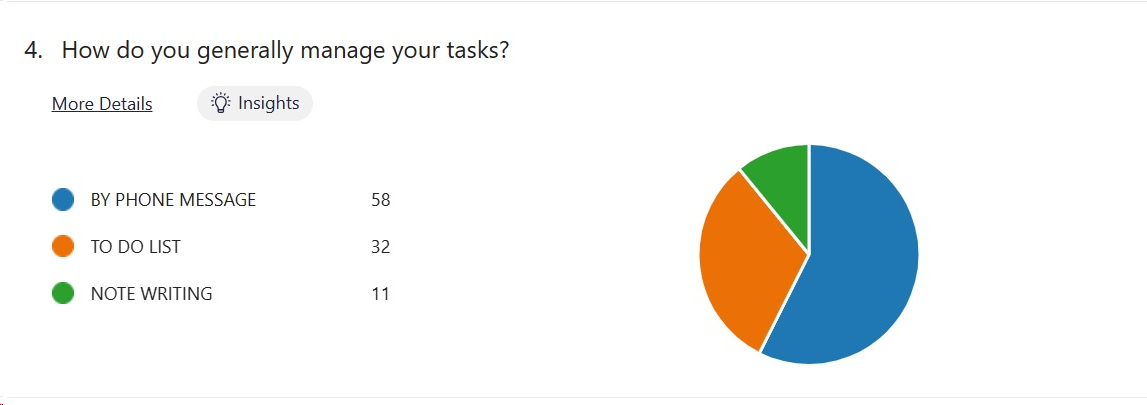 4. How do you generally manage your tasks?
More Details Insights
BY PHONE MESSAGE 58
TO DO LIST 32
NOTE WRITING 11